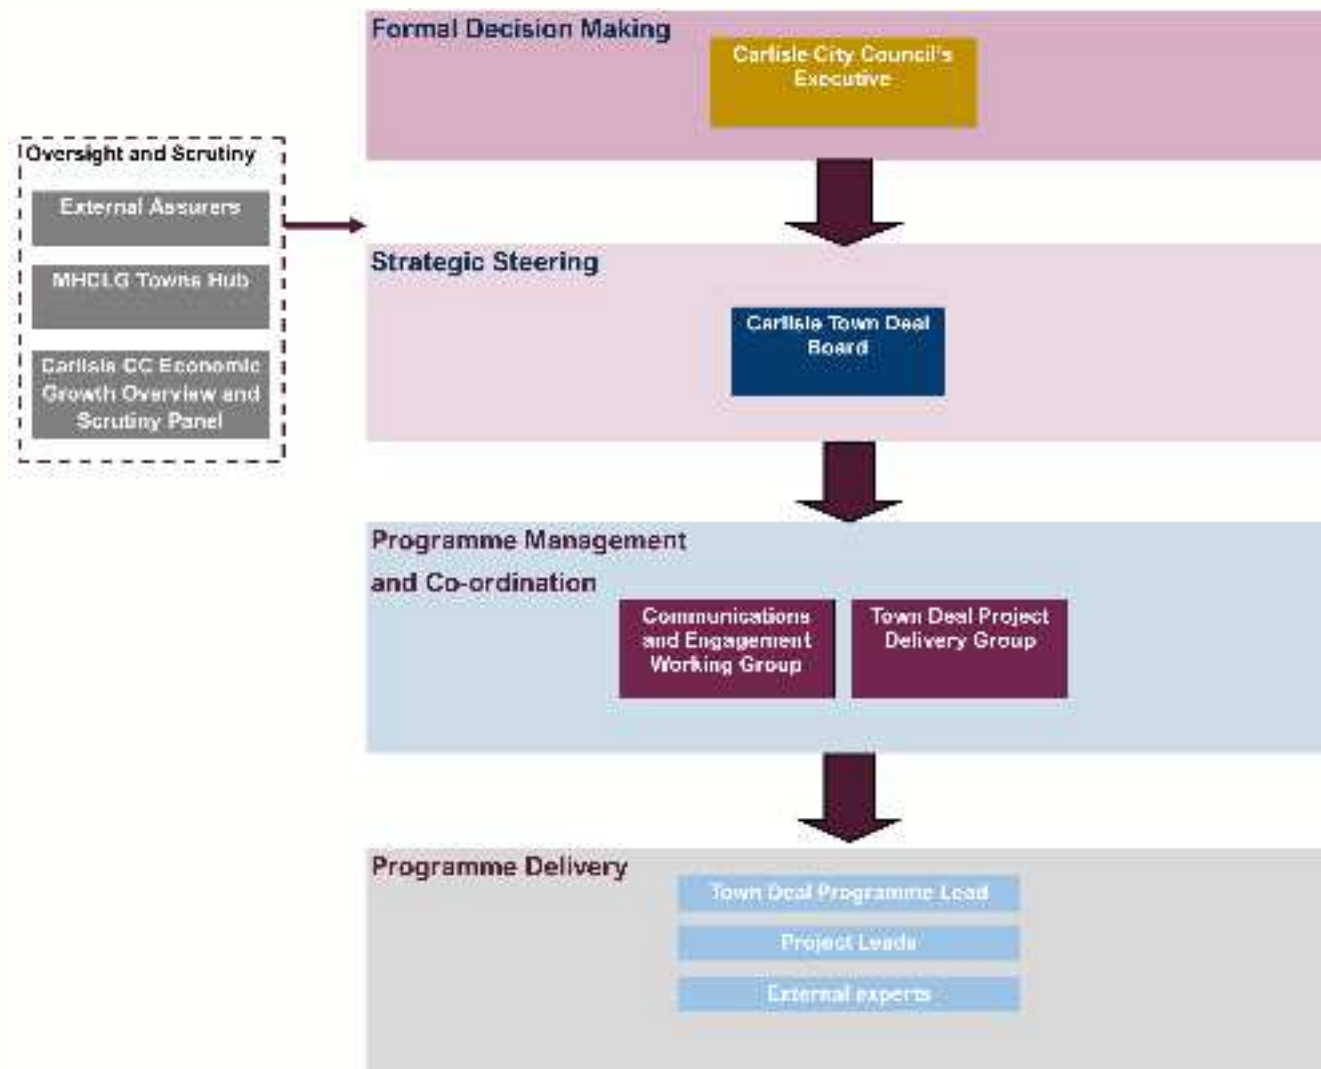 Formal Decision Making
Carlisle City Council's
Executive
Oversight and Scrutiny
External Assurers
MHCLG Towns Hub
Carlisle CC Economic
Growth Overview and
Scrutiny Panel
Strategic Steering
Carlisle Town Deal
Board
Programme Management
and Co-ordination
Communications
and Engagement
Working Group
Town Deal Project
Delivery Group
Programme Delivery
Town Deal Programme Lead
Project Leads
External experts